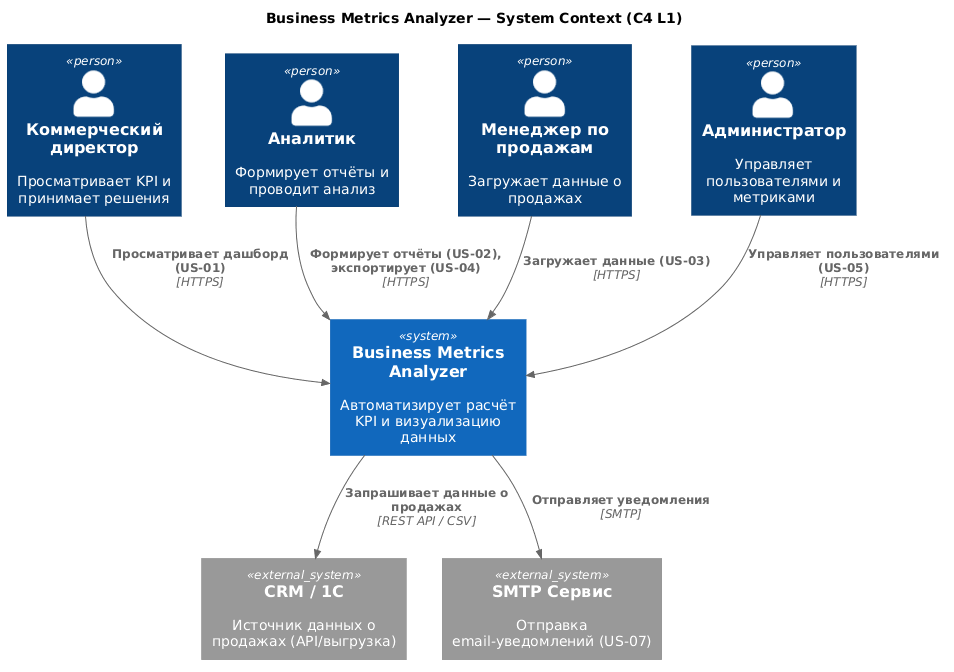 Business Metrics Analyzer — System Context (C4 L1)
«person»
Коммерческий
директор
Просматривает KPI и
принимает решения
«person»
Аналитик
Формирует отчёты и
проводит анализ
«person»
Менеджер по
продажам
Загружает данные о
продажах
«person»
Администратор
Управляет
пользователями и
метриками
Просматривает дашборд
(US-01)
[HTTPS]
Формирует отчёты (US-02),
экспортирует (US-04)
[HTTPS]
Загружает данные (US-03)
[HTTPS]
Управляет пользователями
(US-05)
[HTTPS]
«system»
Business Metrics
Analyzer
Автоматизирует расчёт
KPI и визуализацию
данных
Запрашивает данные о
продажах
[REST API / CSV]
Отправляет уведомления
[SMTP]
«external_system»
CRM / 1C
Источник данных о
продажах (API/выгрузка)
«external_system»
SMTP Сервис
Отправка
email-уведомлений (US-07)